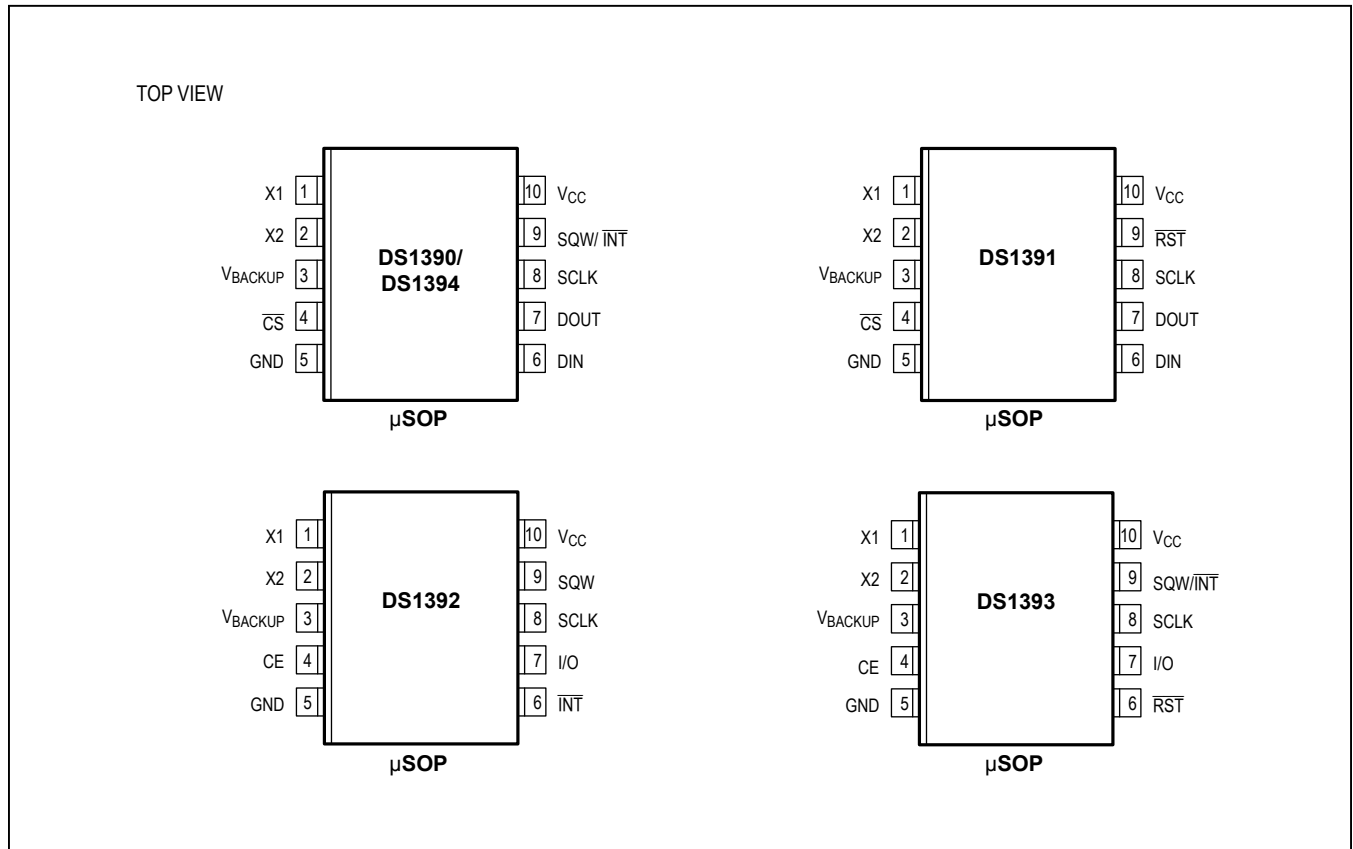 TOP VIEW
X1 1 10 VCC
X2 2 9 SQW/ INT
VBACKUP 3 8 SCLK
CS 4 7 DOUT
GND 5 6 DIN
DS1390/
DS1394
µSOP
X1 1 10 VCC
X2 2 9 RST
VBACKUP 3 8 SCLK
CS 4 7 DOUT
GND 5 6 DIN
DS1391
µSOP
X1 1 10 VCC
X2 2 9 SQW
VBACKUP 3 8 SCLK
CE 4 7 I/O
GND 5 6 INT
DS1392
µSOP
X1 1 10 VCC
X2 2 9 SQW/INT
VBACKUP 3 8 SCLK
CE 4 7 I/O
GND 5 6 RST
DS1393
µSOP